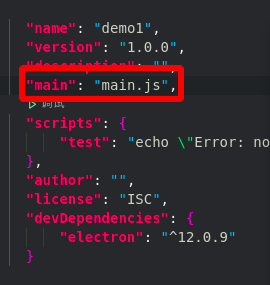 "name": "demo1",
"version": "1.0.0",
"description": "",
"main": "main.js",
▷ 调试
"scripts": {
"test": "echo \"Error: no
},
"author": "",
"license": "ISC",
"devDependencies": {
"electron": "^12.0.9"
}